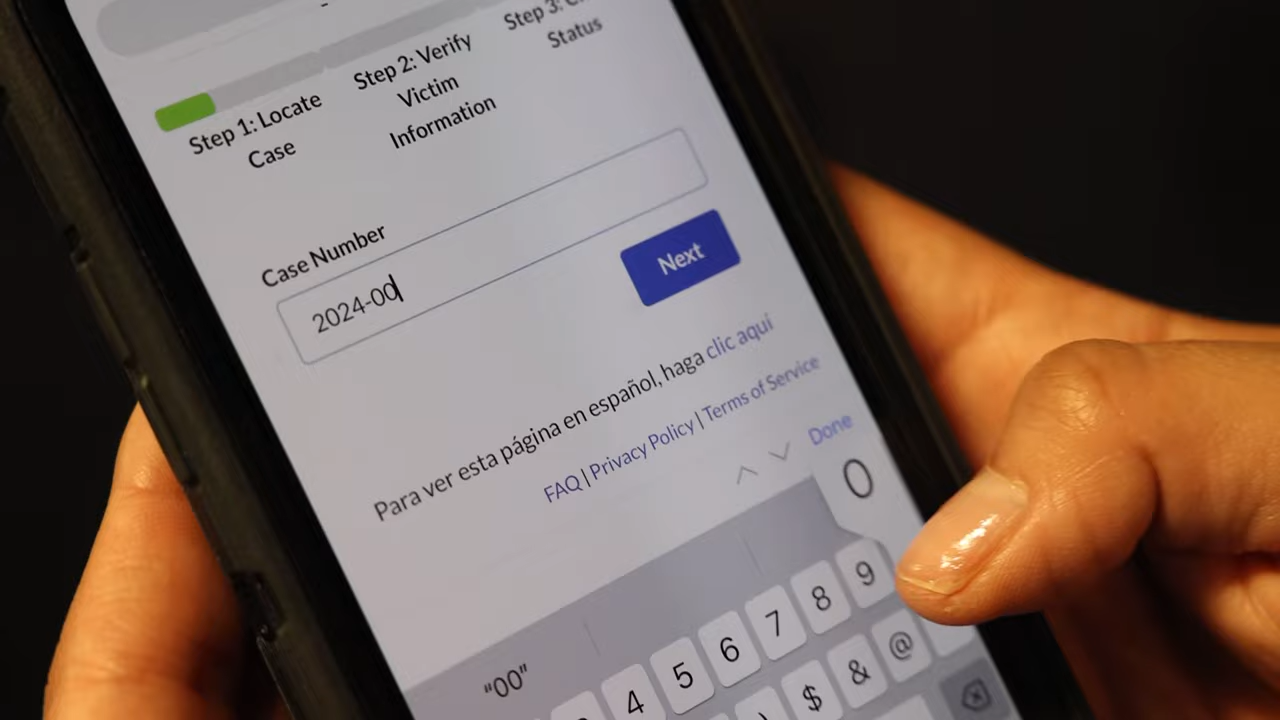 Step 1: Locate
Case
Step 2: Verify
Victim
Information
Step 3:
Status
Case Number
2024-00
Next
Para ver esta página en español, haga clic aquí
FAQ | Privacy Policy | Terms of Service
Done
0
"00"
4 5 6 7 8 9
$ & @